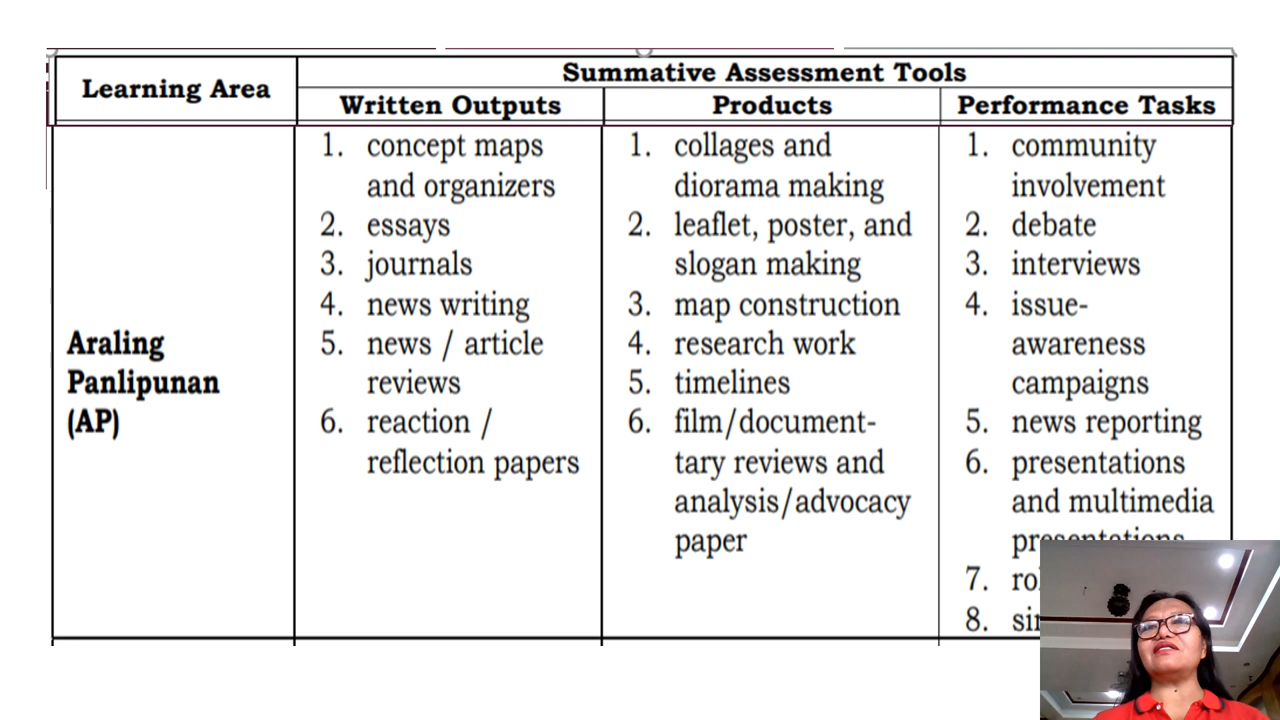 Learning Area
Summative Assessment Tools
Written Outputs
Products
Performance Tasks
Araling
Panlipunan
(AP)
1. concept maps
and organizers
2. essays
3. journals
4. news writing
5. news / article
reviews
6. reaction /
reflection papers
1. collages and
diorama making
2. leaflet, poster, and
slogan making
3. map construction
4. research work
5. timelines
6. film/document-
tary reviews and
analysis/advocacy
paper
1. community
involvement
2. debate
3. interviews
4. issue-
awareness
campaigns
5. news reporting
6. presentations
and multimedia
presentations
7.
8.